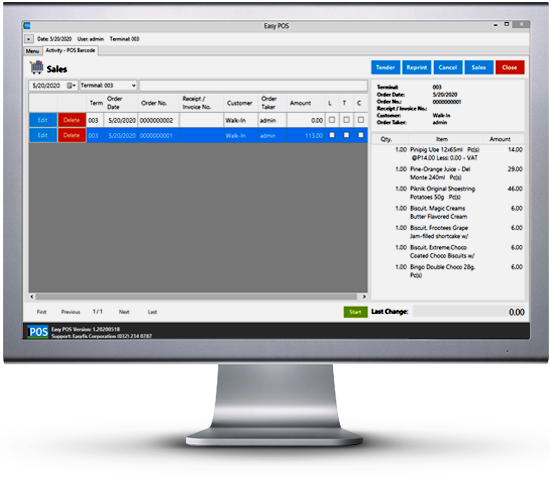 Easy POS
Date: 5/20/2020 User: admin Terminal: 003
Menu Activity - POS Barcode
Sales
Tender Reprint Cancel Sales Close
5/20/2020 Terminal: 003
Term Order Date Order No. Receipt / Invoice No. Customer Order Taker Amount L T C
Edit Delete 003 5/20/2020 0000000002 Walk-In admin 0.00
Edit Delete 003 5/20/2020 0000000001 Walk-In admin 113.00
Terminal: 003
Order Date: 5/20/2020
Order No.: 0000000001
Receipt / Invoice No.:
Customer: Walk-In
Order Taker: admin
Qty. Item Amount
1.00 Pinipig Ube 12x65ml Pc(s) 14.00
@P14.00 Less: 0.00 - VAT
1.00 Pine-Orange Juice - Del 29.00
Monte 240ml Pc(s)
1.00 Piknik Original Shoestring 46.00
Potatoes 50g Pc(s)
1.00 Biscuit, Magic Creams 6.00
Butter Flavored Cream
1.00 Biscuit, Frootees Grape 6.00
Jam-filled shortcake w/
1.00 Biscuit, Extreme,Choco 6.00
Coated Choco Biscuits w/
1.00 Bingo Double Choco 28g. 6.00
Pc(s)
First Previous 1 / 1 Next Last
Start
Last Change: 0.00
POS
Easy POS Version: 1.20200518
Support: Easyfis Corporation (032) 234 0787